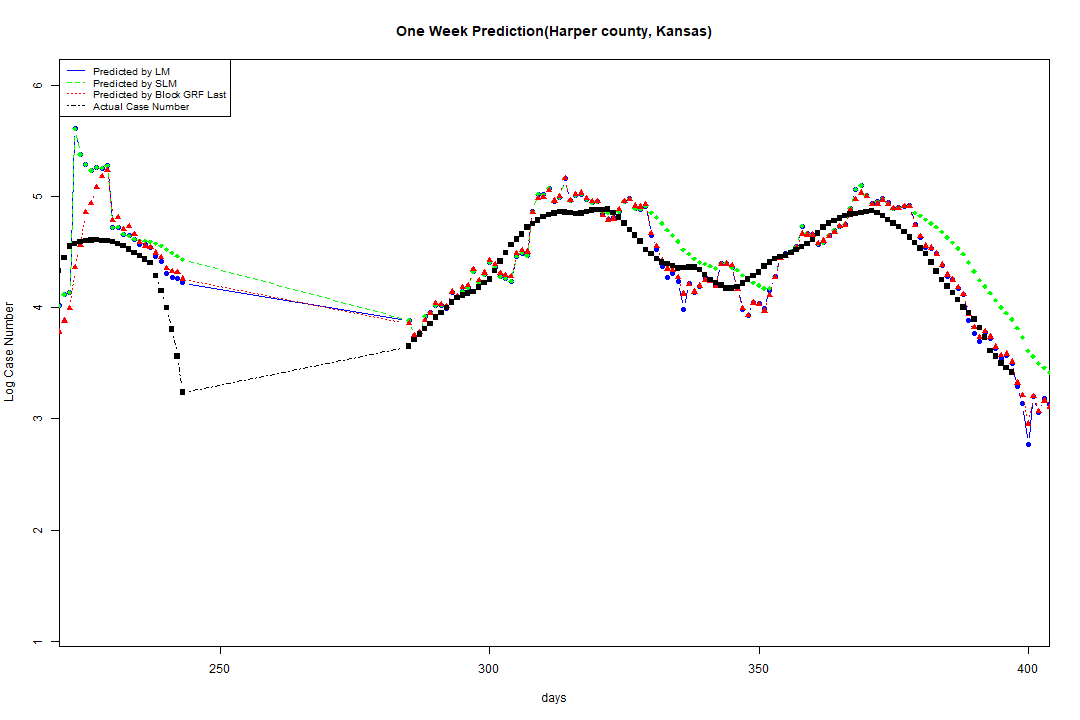 One Week Prediction(Harper county, Kansas)
Predicted by LM
Predicted by SLM
Predicted by Block GRF Last
Actual Case Number
6
5
4
3
2
1
Log Case Number
250
300
350
400
days